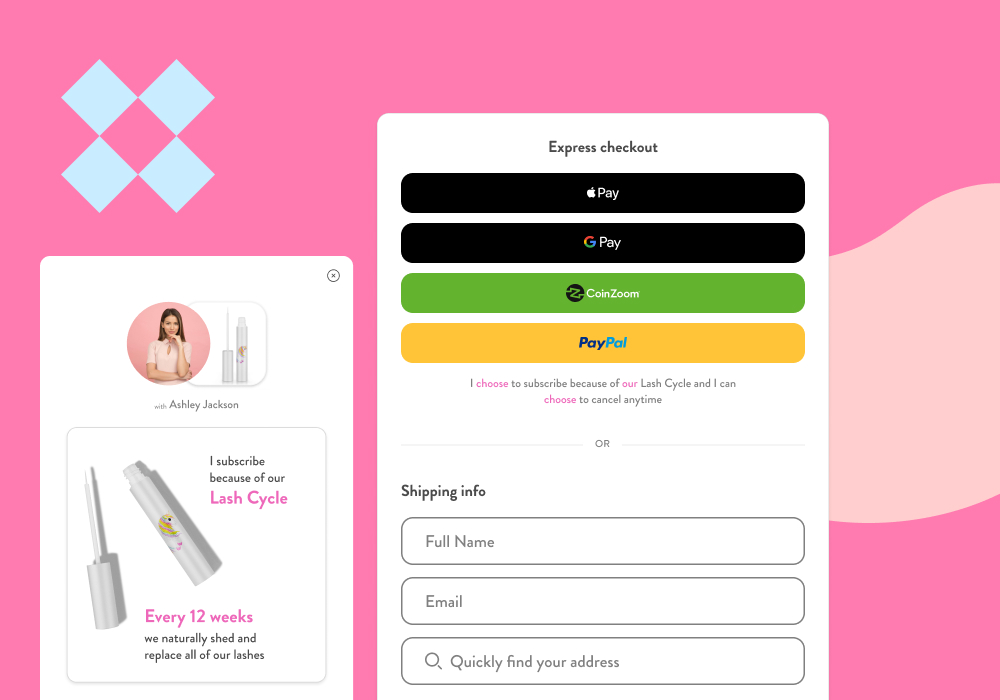 with Ashley Jackson
I subscribe
because of our
Lash Cycle
Every 12 weeks
we naturally shed and
replace all of our lashes
Express checkout
Pay
G Pay
CoinZoom
PayPal
I choose to subscribe because of our Lash Cycle and I can
choose to cancel anytime
OR
Shipping info
Full Name
Email
Quickly find your address